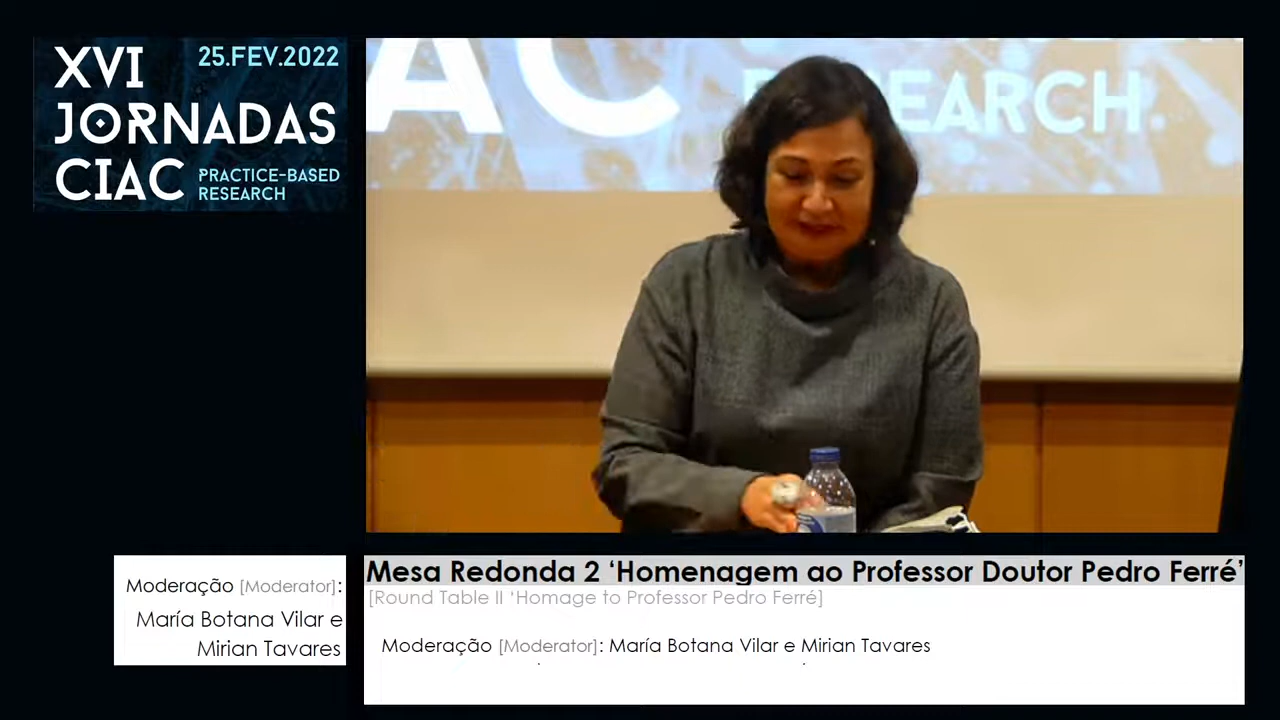 XVI
25.FEV.2022
JORNADAS
CIAC
PRACTICE-BASED
RESEARCH
AC
RESEARCH
Moderação [Moderator]:
María Botana Vilar e
Mirian Tavares
Mesa Redonda 2 ‘Homenagem ao Professor Doutor Pedro Ferré’
[Round Table II ‘Homage to Professor Pedro Ferré]
Moderação [Moderator]: María Botana Vilar e Mirian Tavares